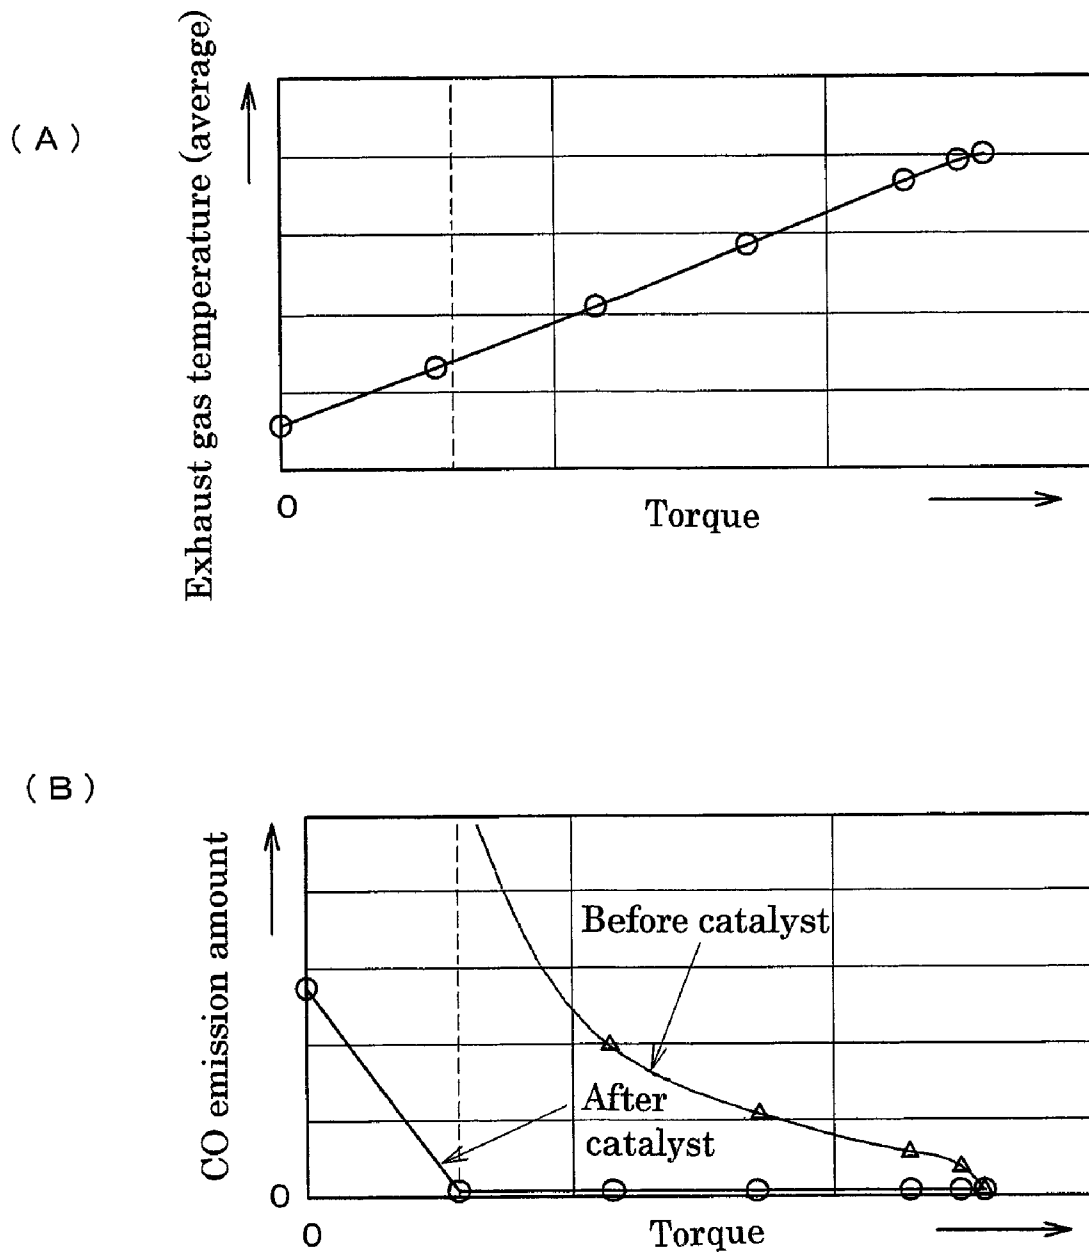 ( A )
Exhaust gas temperature (average)
0
Torque
( B )
CO emission amount
Before catalyst
After
catalyst
0
0
Torque